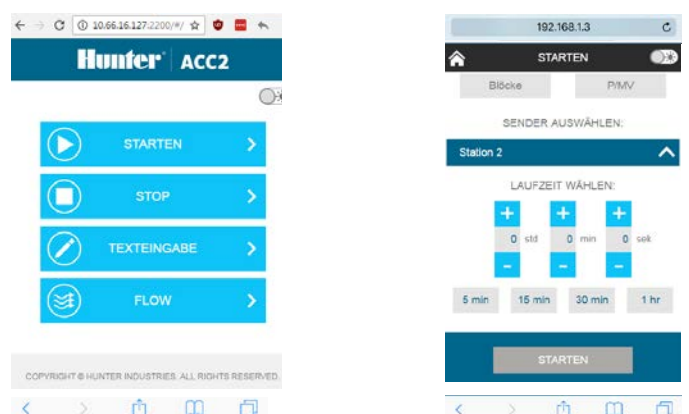 10.66.16.127:2200/#/
Hunter ACC2
STARTEN
STOP
TEXTEINGABE
FLOW
COPYRIGHT © HUNTER INDUSTRIES. ALL RIGHTS RESERVED.
192.168.1.3
STARTEN
Blöcke P/MV
SENDER AUSWÄHLEN:
Station 2
LAUFZEIT WÄHLEN:
+ + +
0 std 0 min 0 sek
- - -
5 min 15 min 30 min 1 hr
STARTEN